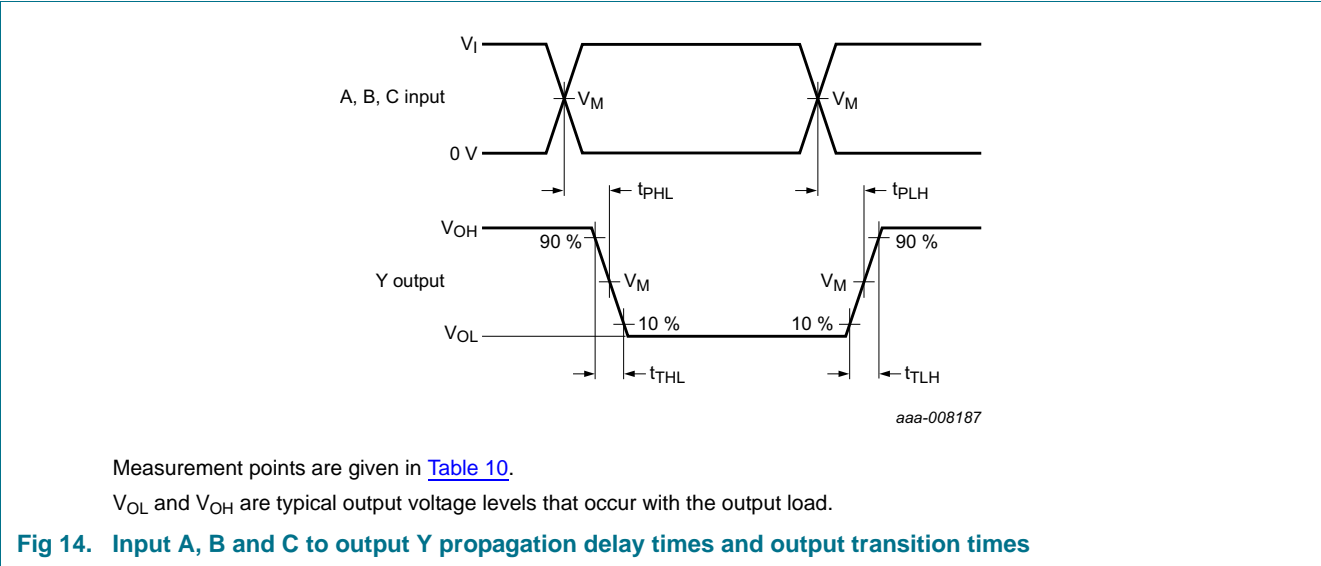 V_I
A, B, C input
V_M
V_M
0 V
t_PHL
t_PLH
V_OH
90 %
90 %
Y output
V_M
V_M
V_OL
10 %
10 %
t_THL
t_TLH
aaa-008187
Measurement points are given in Table 10.
V_OL and V_OH are typical output voltage levels that occur with the output load.
Fig 14. Input A, B and C to output Y propagation delay times and output transition times